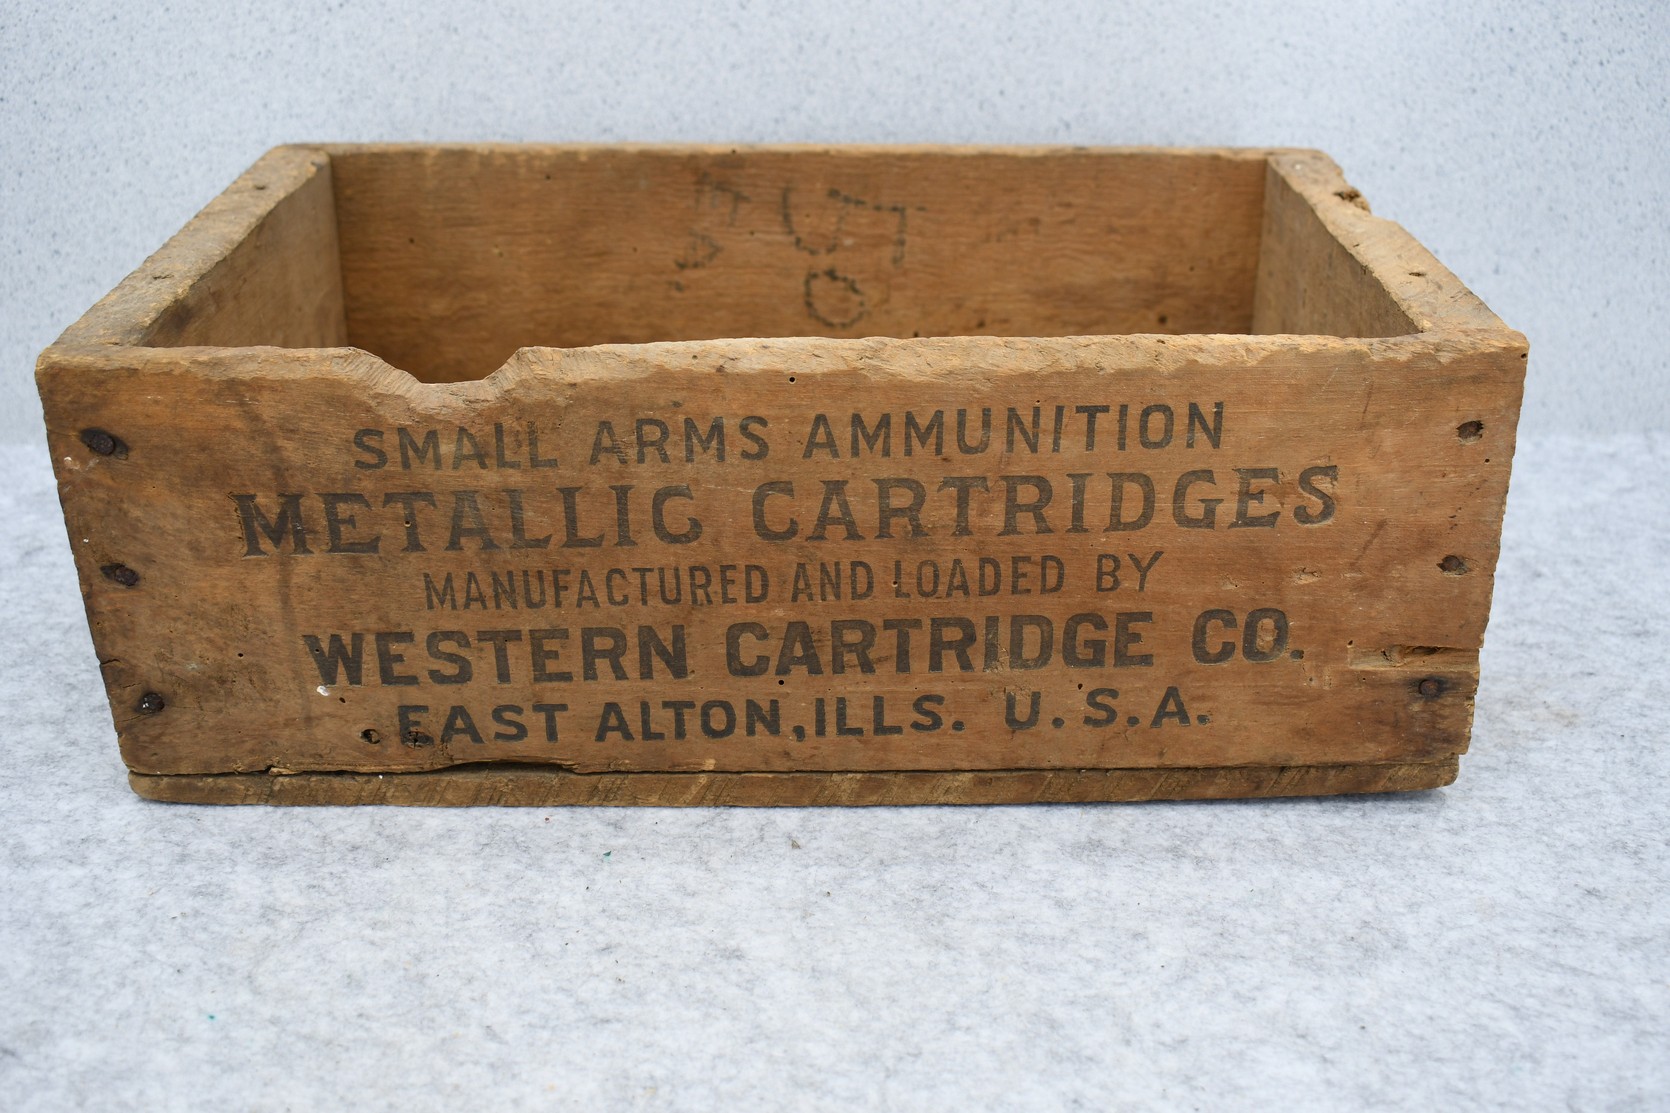 SMALL ARMS AMMUNITION
METALLIC CARTRIDGES
MANUFACTURED AND LOADED BY
WESTERN CARTRIDGE CO.
EAST ALTON, ILLS. U.S.A.